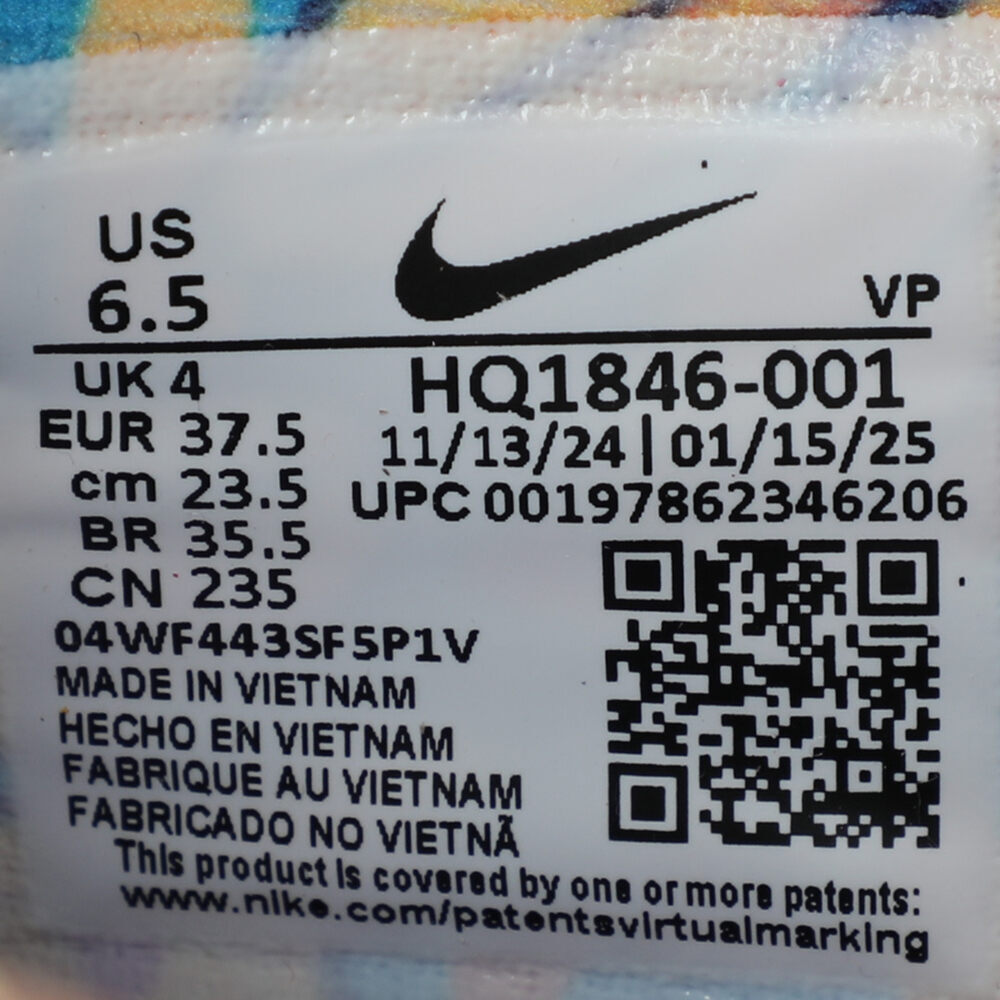 US
6.5
VP
UK 4
HQ1846-001
EUR 37.5
11/13/24 | 01/15/25
cm 23.5
UPC 00197862346206
BR 35.5
CN 235
04WF443SF5P1V
MADE IN VIETNAM
HECHO EN VIETNAM
FABRIQUE AU VIETNAM
FABRICADO NO VIETNÃ
This product is covered by one or more patents:
www.nike.com/patentsvirtualmarking